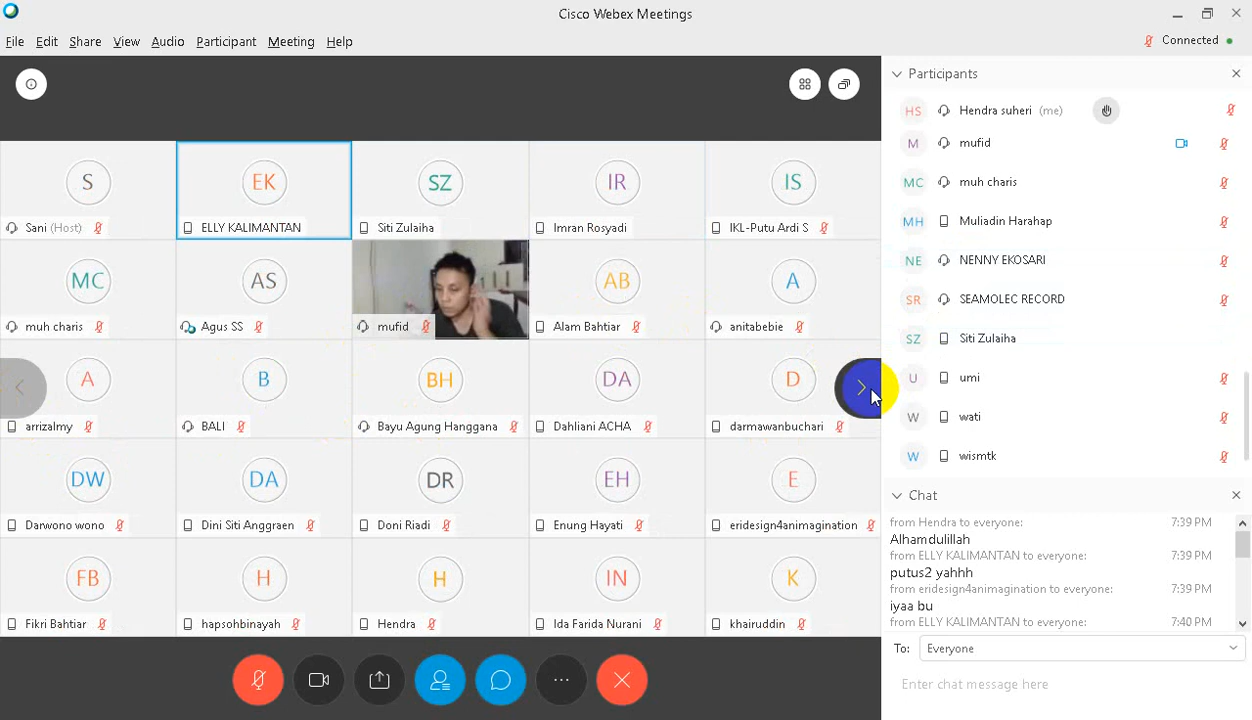 Cisco Webex Meetings
File Edit Share View Audio Participant Meeting Help
Connected
S
Sani (Host)
EK
ELLY KALIMANTAN
SZ
Siti Zulaiha
IR
Imran Rosyadi
IS
IKL-Putu Ardi S
MC
muh charis
AS
Agus SS
mufid
AB
Alam Bahtiar
A
anitabebie
A
arrizalmy
B
BALI
BH
Bayu Agung Hanggana
DA
Dahliani ACHA
D
darmawanbuchari
DW
Darwono wono
DA
Dini Siti Anggraen
DR
Doni Riadi
EH
Enung Hayati
E
eridesign4animagination
FB
Fikri Bahtiar
H
hapsohbinayah
H
Hendra
IN
Ida Farida Nurani
K
khairuddin
Participants
HS Hendra suheri (me)
M mufid
MC muh charis
MH Muliadin Harahap
NE NENNY EKOSARI
SR SEAMOLEC RECORD
SZ Siti Zulaiha
U umi
W wati
W wismtk
Chat
from Hendra to everyone: 7:39 PM
Alhamdulillah
from ELLY KALIMANTAN to everyone: 7:39 PM
putus2 yahhh
from eridesign4animagination to everyone: 7:39 PM
iyaa bu
from ELLY KALIMANTAN to everyone: 7:40 PM
To: Everyone
Enter chat message here